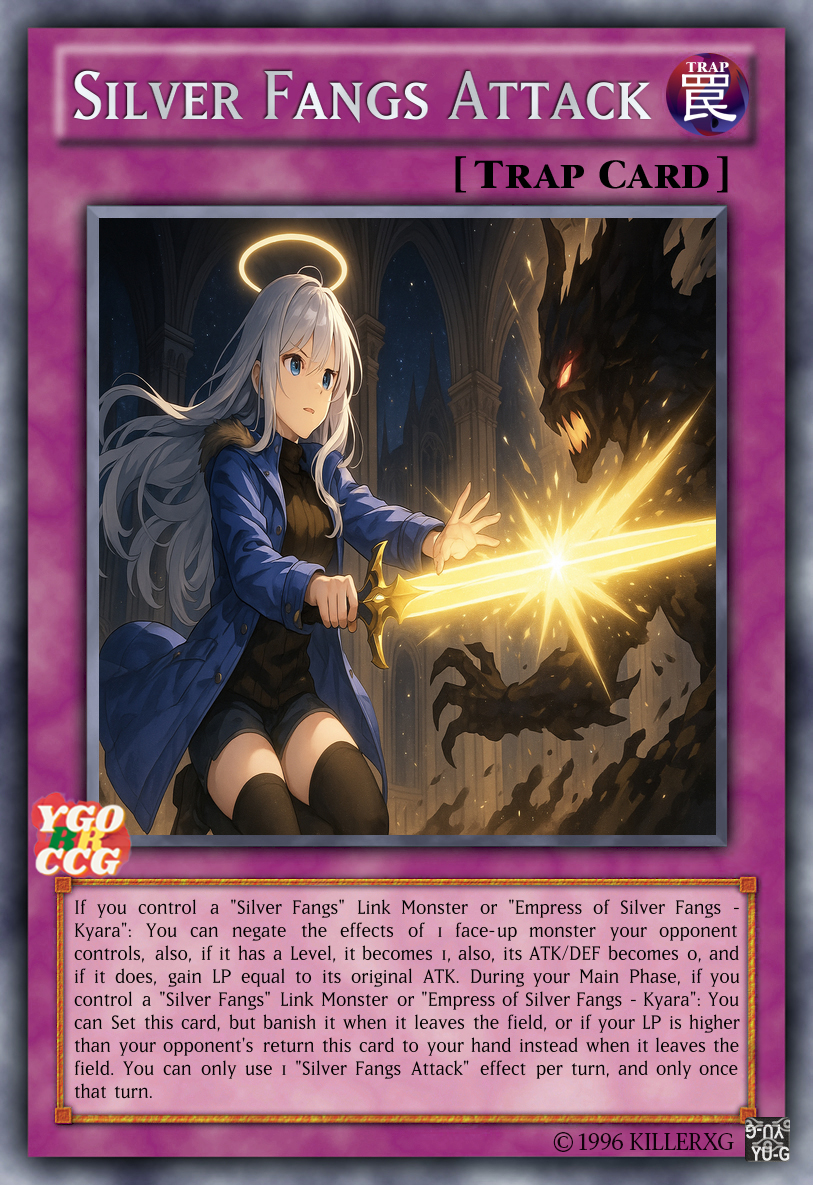 SILVER FANGS ATTACK
TRAP
罠
[TRAP CARD]
YGO
BR
CCG
If you control a "Silver Fangs" Link Monster or "Empress of Silver Fangs -
Kyara": You can negate the effects of 1 face-up monster your opponent
controls, also, if it has a Level, it becomes 1, also, its ATK/DEF becomes 0, and
if it does, gain LP equal to its original ATK. During your Main Phase, if you
control a "Silver Fangs" Link Monster or "Empress of Silver Fangs - Kyara": You
can Set this card, but banish it when it leaves the field, or if your LP is higher
than your opponent's return this card to your hand instead when it leaves the
field. You can only use 1 "Silver Fangs Attack" effect per turn, and only once
that turn.
© 1996 KILLERXG
YU-G
YU-G